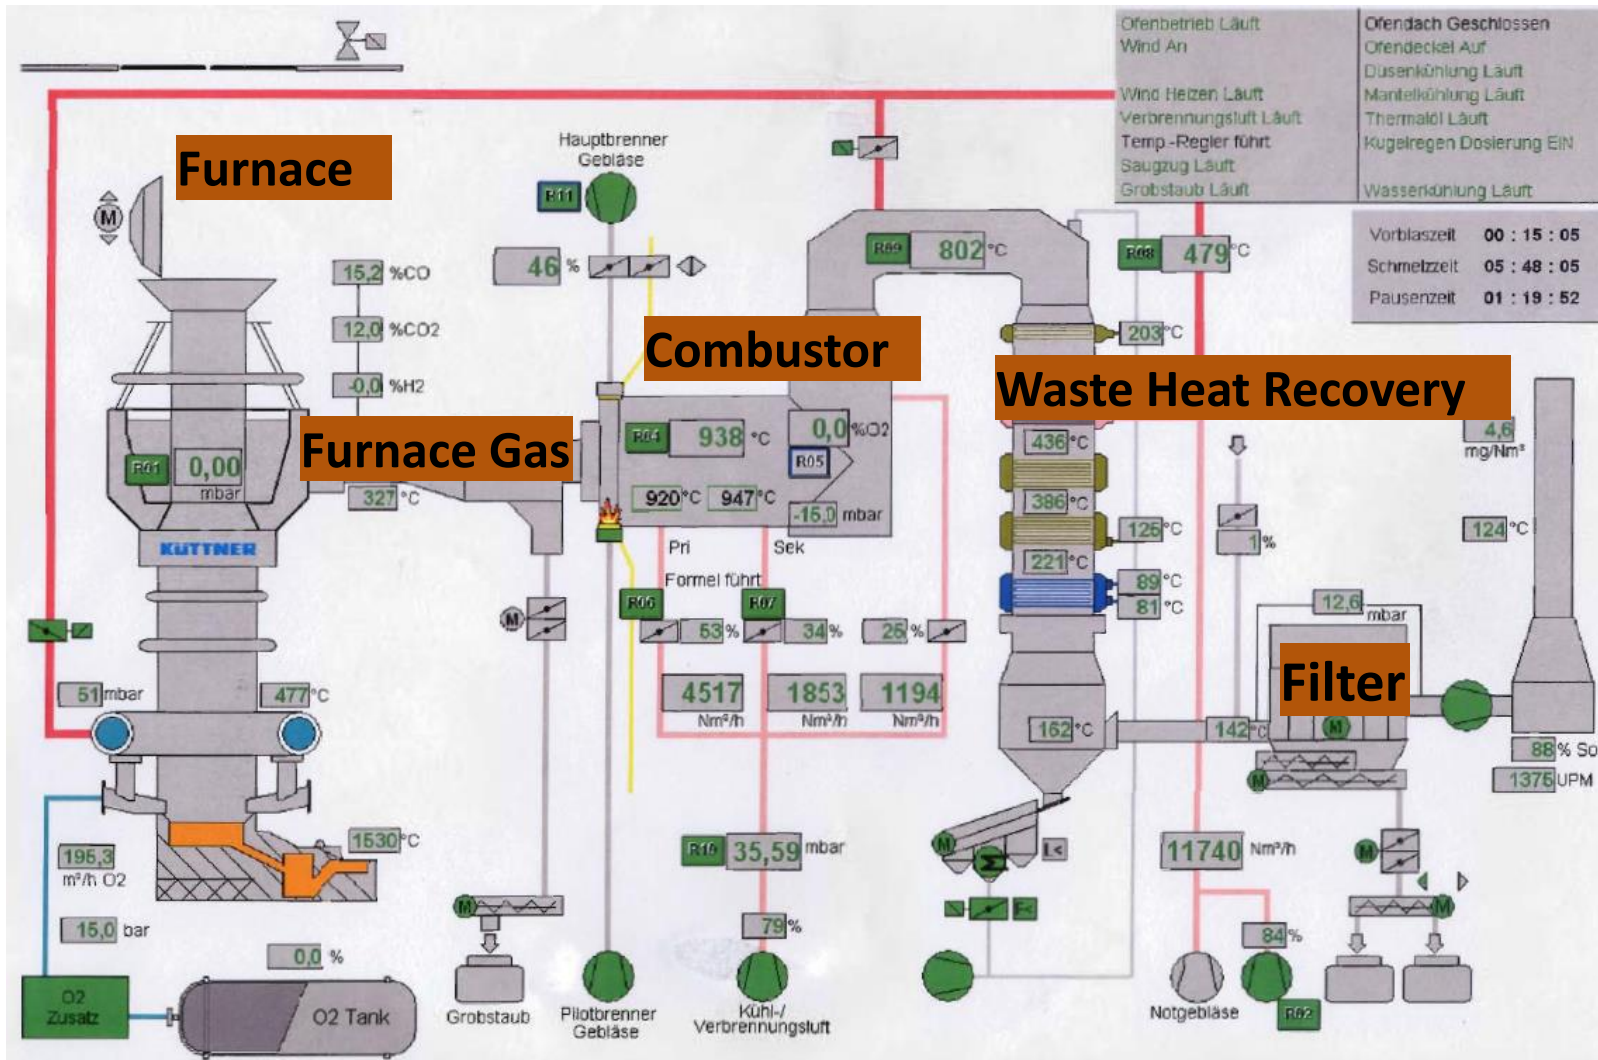 Ofenbetrieb Läuft
Wind An
Wind Heizen Läuft
Verbrennungsluft Läuft
Temp.-Regler führt
Saugzug Läuft
Grobstaub Läuft
Ofendach Geschlossen
Ofendeckel Auf
Düsenkühlung Läuft
Mantelkühlung Läuft
Thermalöl Läuft
Kugelregen Dosierung EIN
Wasserkühlung Läuft
Vorblaszeit 00 : 15 : 05
Schmelzzeit 05 : 48 : 05
Pausenzeit 01 : 19 : 52
Furnace
M
15,2 %CO
12,0 %CO2
-0,0 %H2
Furnace Gas
R01 0,00
mbar
327 °C
KÜTTNER
51 mbar
477 °C
1530 °C
195,3
m³/h O2
15,0 bar
0,0 %
O2
Zusatz
O2 Tank
Hauptbrenner
Gebläse
R11
46 %
Combustor
R04 938 °C
920 °C 947 °C
0,0 %O2
R05
-15,0 mbar
Pri Sek
Formel führt
R06 R07
M
53 % 34 % 25 %
4517 1853 1194
Nm³/h Nm³/h Nm³/h
R10 35,59 mbar
79 %
M
Grobstaub
Pilotbrenner
Gebläse
Kühl-/
Verbrennungsluft
R09 802 °C
R08 479 °C
203 °C
Waste Heat Recovery
436 °C
386 °C
125 °C
221 °C
89 °C
81 °C
162 °C
142 °C
1 %
12,6
mbar
Filter
M
M
4,6
mg/Nm³
124 °C
88 % So
1375 UPM
M
M
L<
F<
11740 Nm³/h
84 %
M
M
Notgebläse
R02